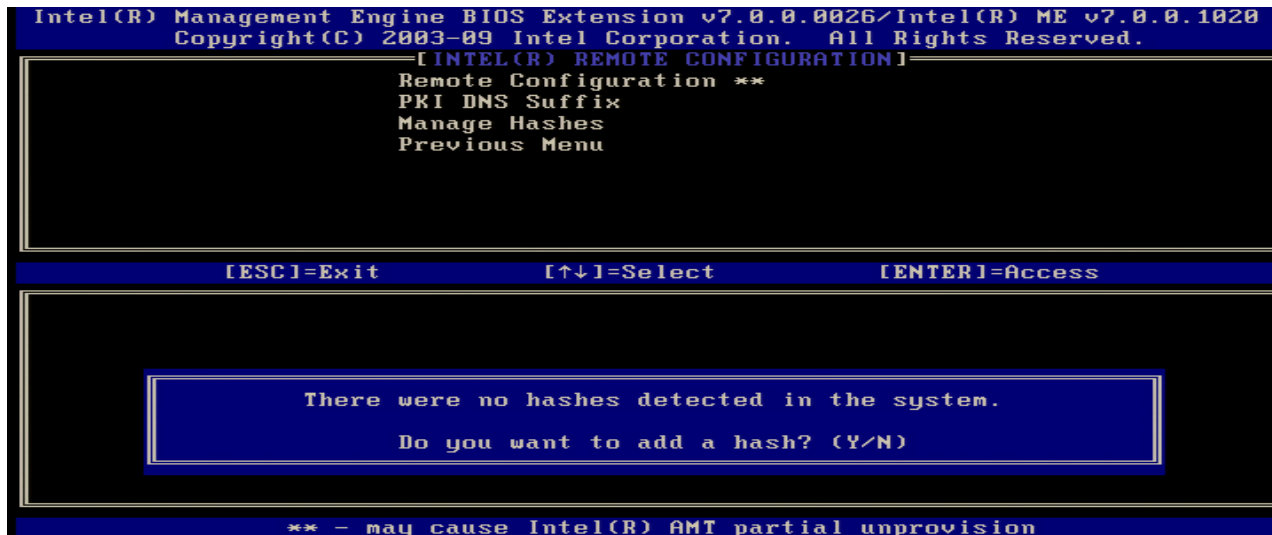 Intel(R) Management Engine BIOS Extension v7.0.0.0026/Intel(R) ME v7.0.0.1020
Copyright(C) 2003-09 Intel Corporation. All Rights Reserved.
[INTEL(R) REMOTE CONFIGURATION]
Remote Configuration **
PKI DNS Suffix
Manage Hashes
Previous Menu
[ESC]=Exit [↑↓]=Select [ENTER]=Access
There were no hashes detected in the system.
Do you want to add a hash? (Y/N)
** - may cause Intel(R) AMT partial unprovision